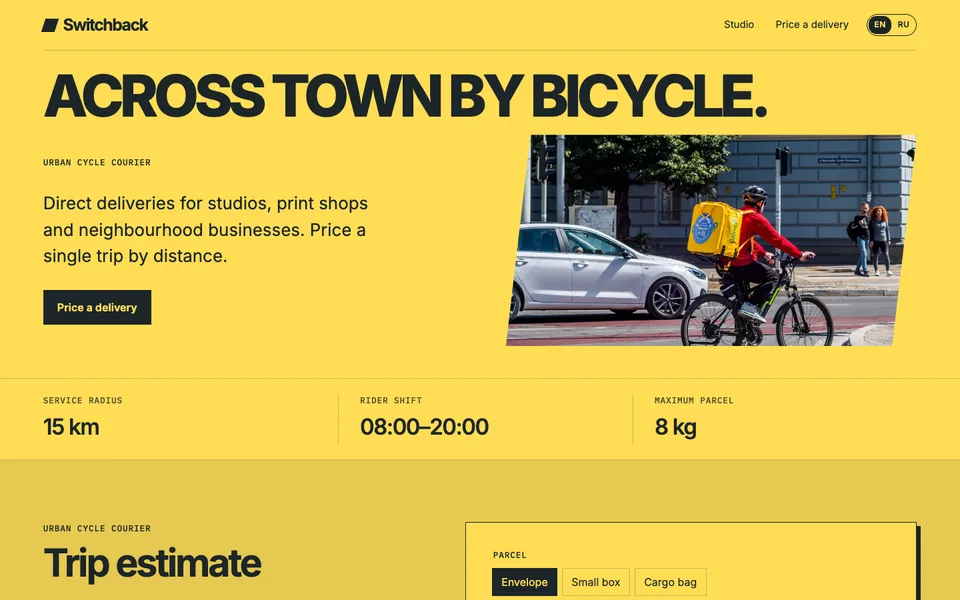 Switchback
Studio
Price a delivery
EN
RU
ACROSS TOWN BY BICYCLE.
URBAN CYCLE COURIER
Direct deliveries for studios, print shops
and neighbourhood businesses. Price a
single trip by distance.
Price a delivery
SERVICE RADIUS
15 km
RIDER SHIFT
08:00–20:00
MAXIMUM PARCEL
8 kg
URBAN CYCLE COURIER
Trip estimate
PARCEL
Envelope
Small box
Cargo bag